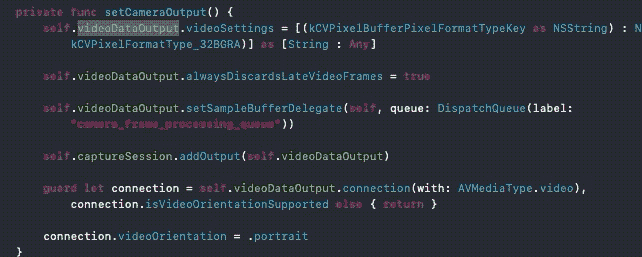 private func setCameraOutput() {
self.videoDataOutput.videoSettings = [(kCVPixelBufferPixelFormatTypeKey as NSString) : N
kCVPixelFormatType_32BGRA)] as [String : Any]
self.videoDataOutput.alwaysDiscardsLateVideoFrames = true
self.videoDataOutput.setSampleBufferDelegate(self, queue: DispatchQueue(label:
"camera_frame_processing_queue"))
self.captureSession.addOutput(self.videoDataOutput)
guard let connection = self.videoDataOutput.connection(with: AVMediaType.video),
connection.isVideoOrientationSupported else { return }
connection.videoOrientation = .portrait
}